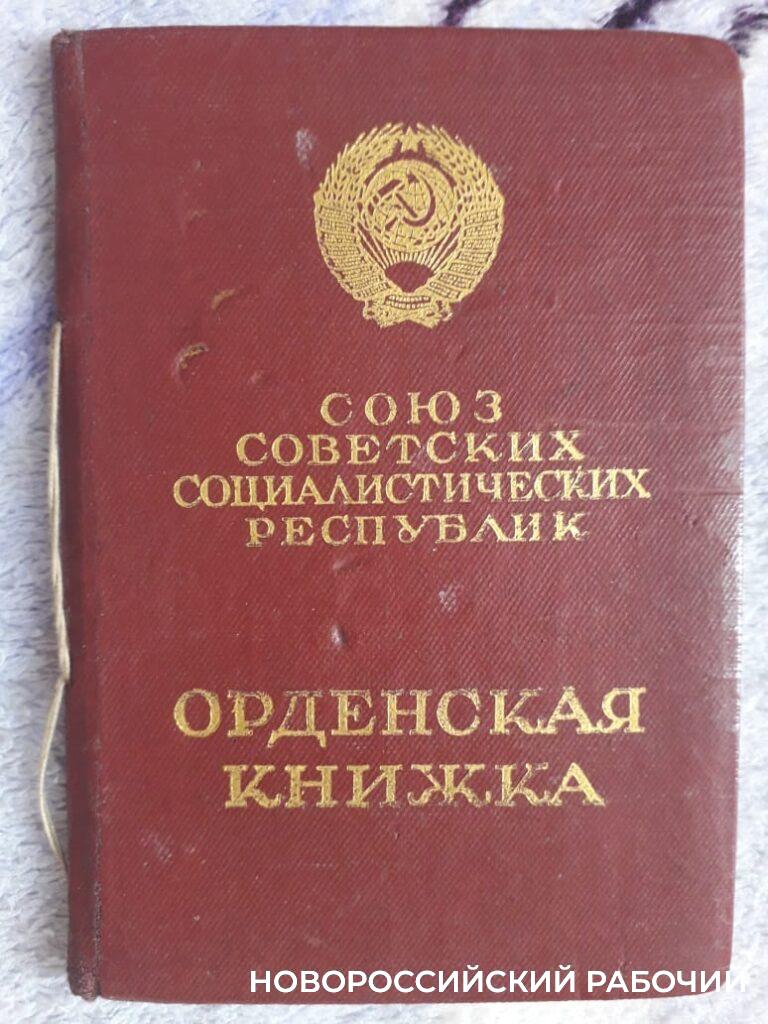 СОЮЗ
СОВЕТСКИХ
СОЦИАЛИСТИЧЕСКИХ
РЕСПУБЛИК
ОРДЕНСКАЯ
КНИЖКА
НОВОРОССИЙСКИЙ РАБОЧИЙ